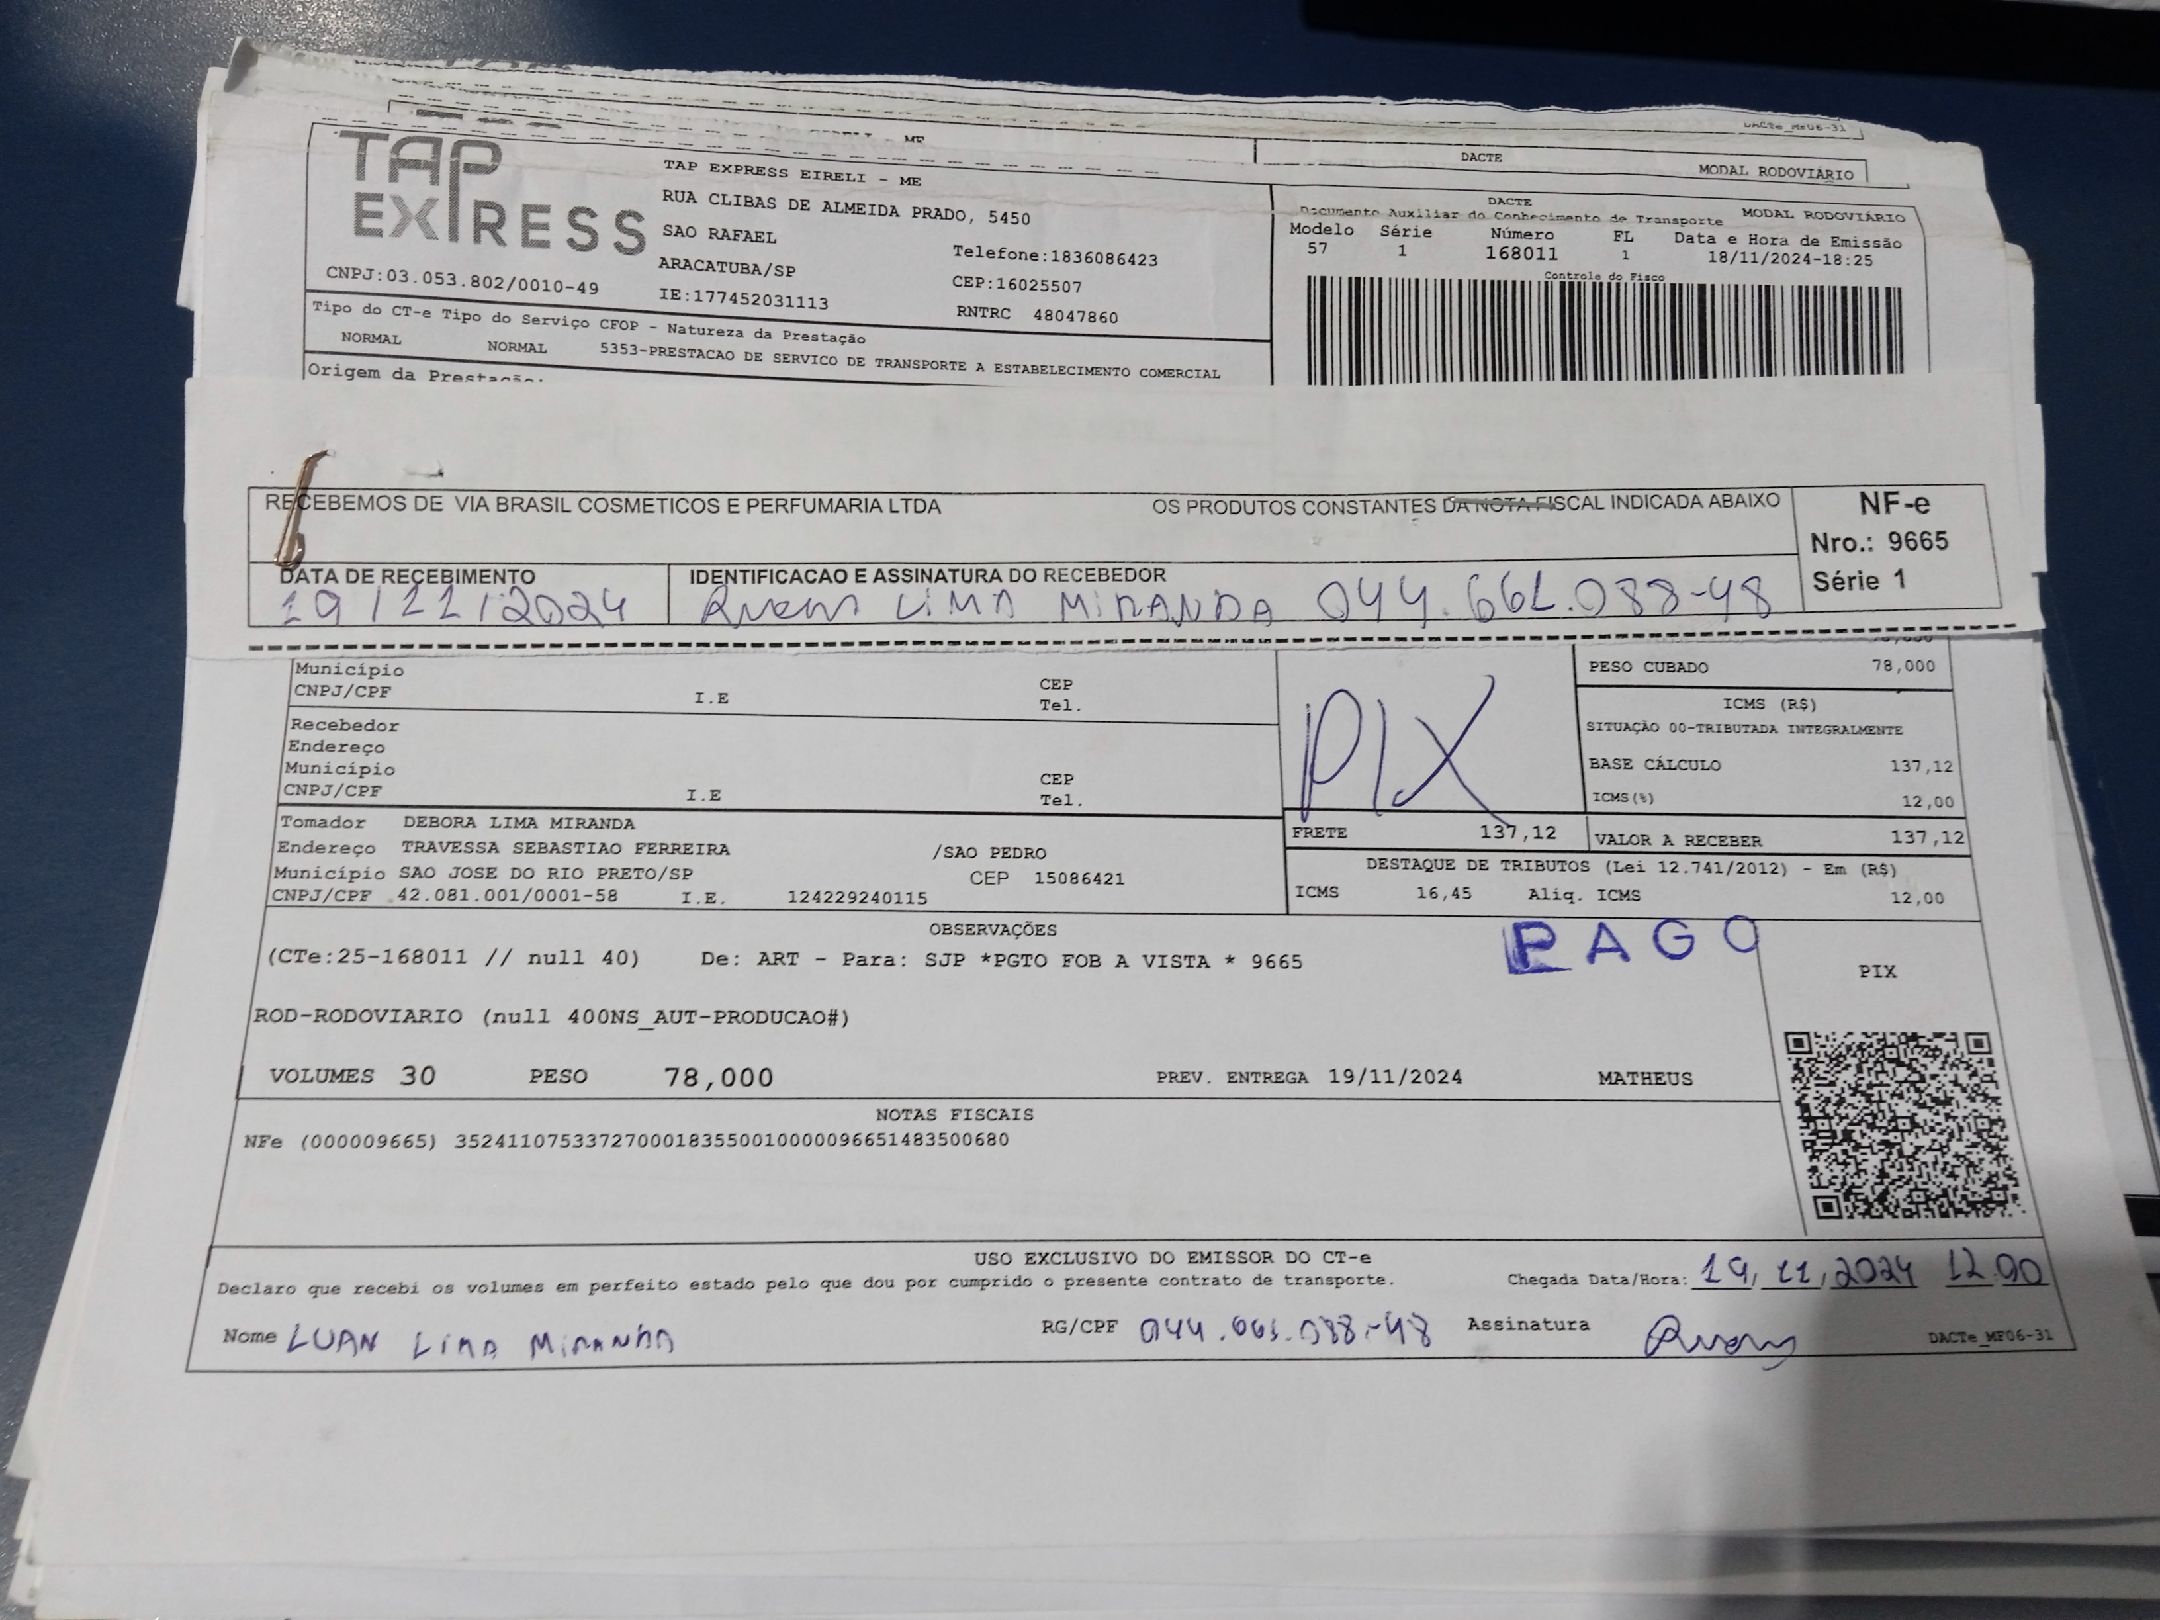 DACTe_MF06-31
DACTE
MODAL RODOVIÁRIO
TAP EXPRESS
TAP EXPRESS EIRELI - ME
RUA CLIBAS DE ALMEIDA PRADO, 5450
SAO RAFAEL
Telefone:1836086423
ARACATUBA/SP
CEP:16025507
CNPJ:03.053.802/0010-49
IE:177452031113
RNTRC 48047860
DACTE
Documento Auxiliar do Conhecimento de Transporte
MODAL RODOVIÁRIO
Modelo Série Número FL Data e Hora de Emissão
57 1 168011 1 18/11/2024-18:25
Controle do Fisco
Tipo do CT-e Tipo do Serviço CFOP - Natureza da Prestação
NORMAL NORMAL 5353-PRESTACAO DE SERVICO DE TRANSPORTE A ESTABELECIMENTO COMERCIAL
Origem da Prestação:
RECEBEMOS DE VIA BRASIL COSMETICOS E PERFUMARIA LTDA OS PRODUTOS CONSTANTES DA NOTA FISCAL INDICADA ABAIXO
NF-e
Nro.: 9665
Série 1
DATA DE RECEBIMENTO
19/11/2024
IDENTIFICACAO E ASSINATURA DO RECEBEDOR
LIMA MIRANDA 044.661.088-48
Município
CEP
CNPJ/CPF I.E Tel.
Recebedor
Endereço
Município
CEP
CNPJ/CPF I.E Tel.
PIX
PESO CUBADO 78,000
ICMS (R$)
SITUAÇÃO 00-TRIBUTADA INTEGRALMENTE
BASE CÁLCULO 137,12
ICMS(%) 12,00
Tomador DEBORA LIMA MIRANDA
Endereço TRAVESSA SEBASTIAO FERREIRA /SAO PEDRO
Município SAO JOSE DO RIO PRETO/SP CEP 15086421
CNPJ/CPF 42.081.001/0001-58 I.E. 124229240115
FRETE 137,12 VALOR A RECEBER 137,12
DESTAQUE DE TRIBUTOS (Lei 12.741/2012) - Em (R$)
ICMS 16,45 Aliq. ICMS 12,00
OBSERVAÇÕES
(CTe:25-168011 // null 40) De: ART - Para: SJP *PGTO FOB A VISTA * 9665
PAGO
PIX
ROD-RODOVIARIO (null 400NS_AUT-PRODUCAO#)
VOLUMES 30 PESO 78,000 PREV. ENTREGA 19/11/2024 MATHEUS
NOTAS FISCAIS
NFe (000009665) 35241107533727000183550010000096651483500680
USO EXCLUSIVO DO EMISSOR DO CT-e
Declaro que recebi os volumes em perfeito estado pelo que dou por cumprido o presente contrato de transporte.
Chegada Data/Hora: 19/11/2024 12 00
Nome LUAN LIMA MIRANDA RG/CPF 044.661.088-48 Assinatura
DACTe_MF06-31